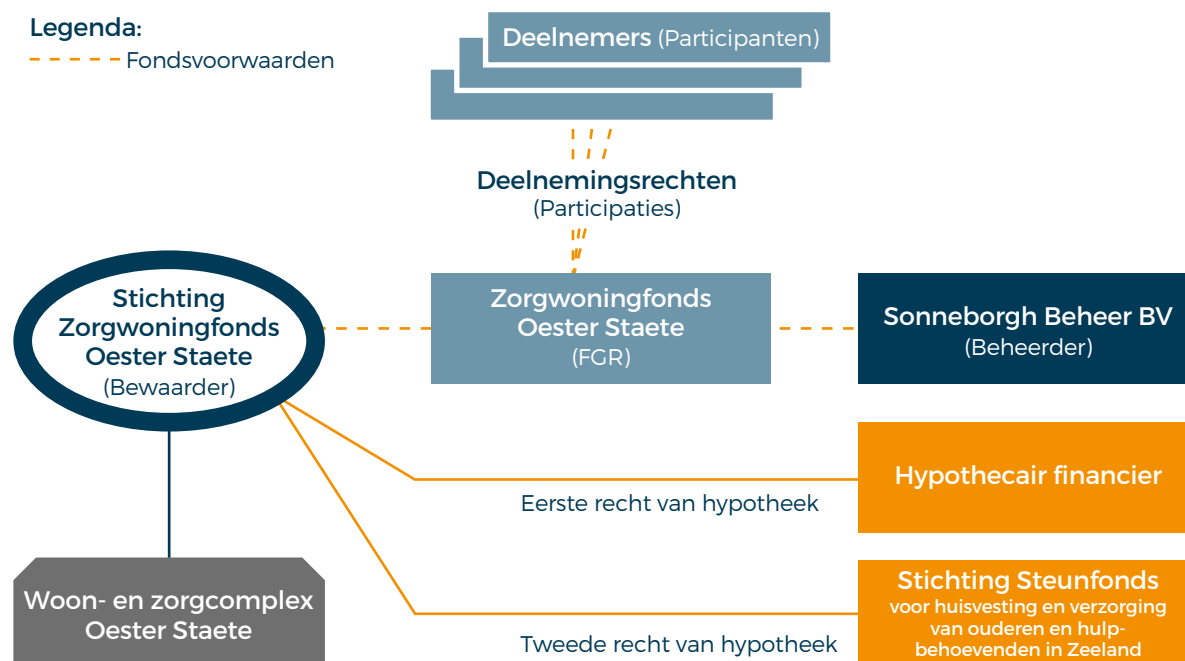 Legenda:
Fondsvoorwaarden
Deelnemers (Participanten)
Deelnemingsrechten
(Participaties)
Stichting
Zorgwoningfonds
Oester Staete
(Bewaarder)
Zorgwoningfonds
Oester Staete
(FGR)
Sonneborgh Beheer BV
(Beheerder)
Hypothecair financier
Eerste recht van hypotheek
Woon- en zorgcomplex
Oester Staete
Stichting Steunfonds
voor huisvesting en verzorging
van ouderen en hulp-
behoevenden in Zeeland
Tweede recht van hypotheek